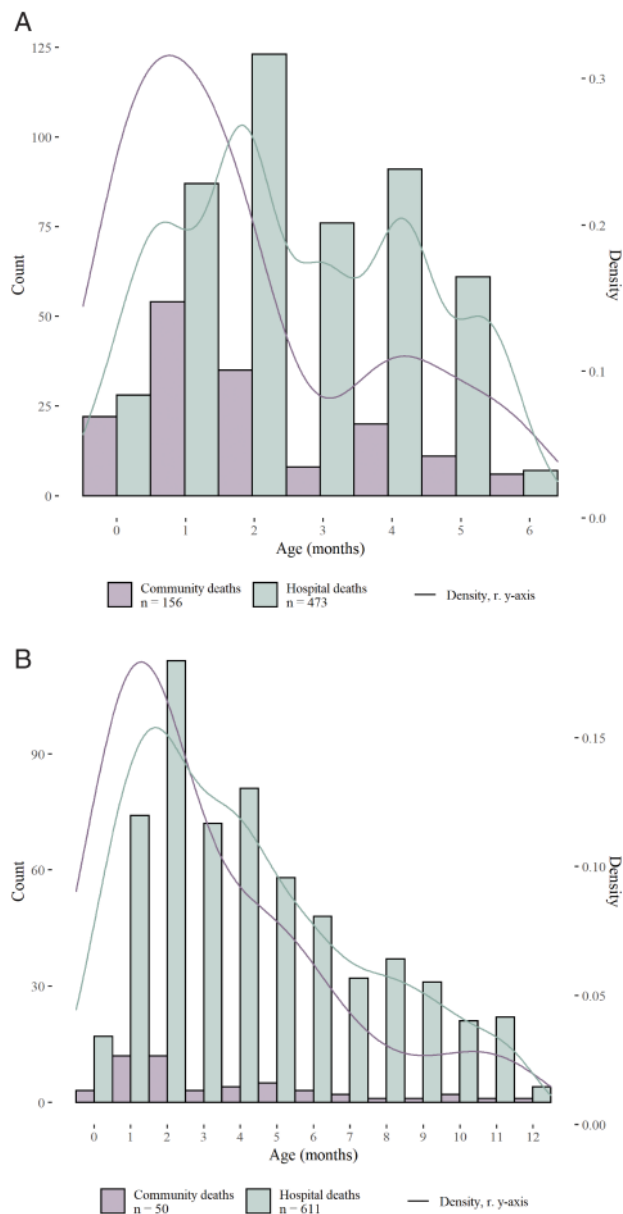 A
125
100
75
50
25
0
Count
0.3
0.2
0.1
0.0
Density
0 1 2 3 4 5 6
Age (months)
Community deaths
n = 156
Hospital deaths
n = 473
Density, r. y-axis
B
90
60
30
0
Count
0.15
0.10
0.05
0.00
Density
0 1 2 3 4 5 6 7 8 9 10 11 12
Age (months)
Community deaths
n = 50
Hospital deaths
n = 611
Density, r. y-axis